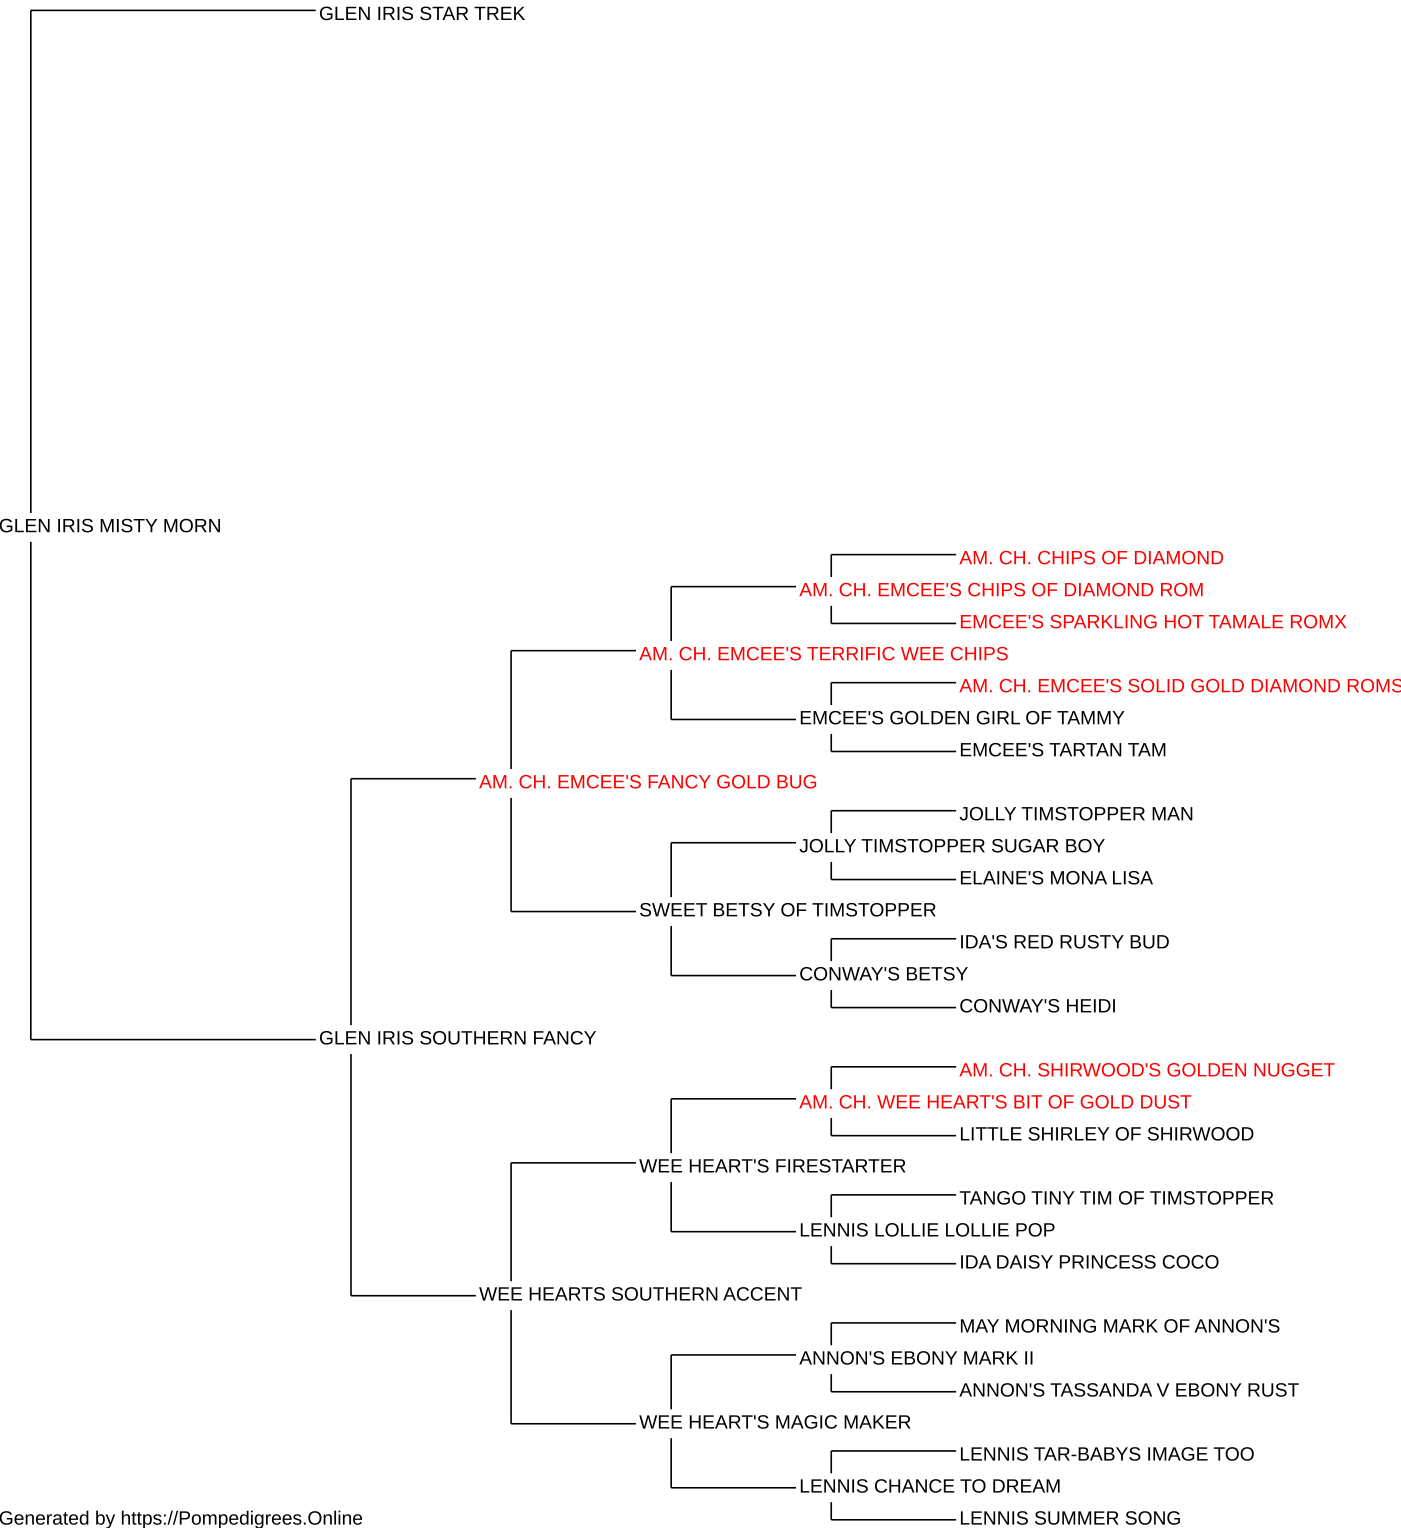 GLEN IRIS STAR TREK
GLEN IRIS MISTY MORN
AM. CH. CHIPS OF DIAMOND
AM. CH. EMCEE'S CHIPS OF DIAMOND ROM
EMCEE'S SPARKLING HOT TAMALE ROMX
AM. CH. EMCEE'S TERRIFIC WEE CHIPS
AM. CH. EMCEE'S SOLID GOLD DIAMOND ROMS
EMCEE'S GOLDEN GIRL OF TAMMY
EMCEE'S TARTAN TAM
AM. CH. EMCEE'S FANCY GOLD BUG
JOLLY TIMSTOPPER MAN
JOLLY TIMSTOPPER SUGAR BOY
ELAINE'S MONA LISA
SWEET BETSY OF TIMSTOPPER
IDA'S RED RUSTY BUD
CONWAY'S BETSY
CONWAY'S HEIDI
GLEN IRIS SOUTHERN FANCY
AM. CH. SHIRWOOD'S GOLDEN NUGGET
AM. CH. WEE HEART'S BIT OF GOLD DUST
LITTLE SHIRLEY OF SHIRWOOD
WEE HEART'S FIRESTARTER
TANGO TINY TIM OF TIMSTOPPER
LENNIS LOLLIE LOLLIE POP
IDA DAISY PRINCESS COCO
WEE HEARTS SOUTHERN ACCENT
MAY MORNING MARK OF ANNON'S
ANNON'S EBONY MARK II
ANNON'S TASSANDA V EBONY RUST
WEE HEART'S MAGIC MAKER
LENNIS TAR-BABYS IMAGE TOO
LENNIS CHANCE TO DREAM
LENNIS SUMMER SONG
Generated by https://Pompedigrees.Online